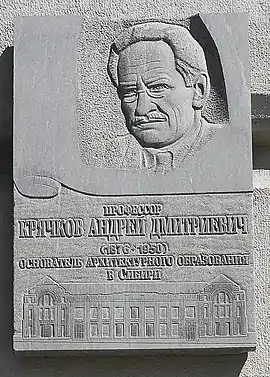 ПРОФЕССОР
КРЯЧКОВ АНДРЕЙ ДМИТРИЕВИЧ
(1876-1950)
ОСНОВАТЕЛЬ АРХИТЕКТУРНОГО ОБРАЗОВАНИЯ
В СИБИРИ